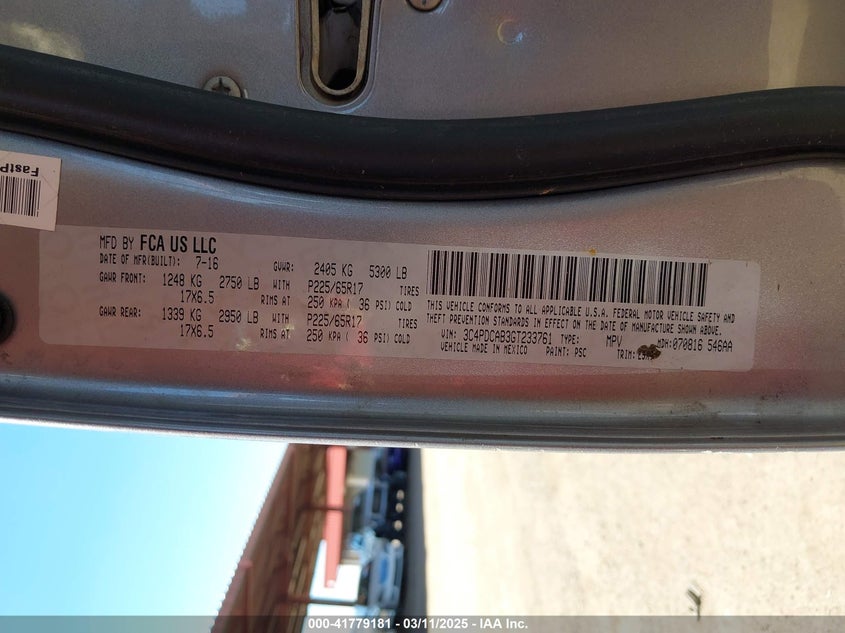 FastP
MFD BY FCA US LLC
DATE OF MFR(BUILT): 7-16 GVWR: 2405 KG 5300 LB
GAWR FRONT: 1248 KG 2750 LB WITH P225/65R17 TIRES
17X6.5 RIMS AT 250 KPA ( 36 PSI) COLD
GAWR REAR: 1339 KG 2950 LB WITH P225/65R17 TIRES
17X6.5 RIMS AT 250 KPA ( 36 PSI) COLD
THIS VEHICLE CONFORMS TO ALL APPLICABLE U.S.A. FEDERAL MOTOR VEHICLE SAFETY AND
THEFT PREVENTION STANDARDS IN EFFECT ON THE DATE OF MANUFACTURE SHOWN ABOVE.
VIN: 3C4PDCAB3GT233761 TYPE: MPV MDH:070816 546AA
VEHICLE MADE IN MEXICO PAINT: PSC TRIM:
000-41779181 - 03/11/2025 - IAA Inc.